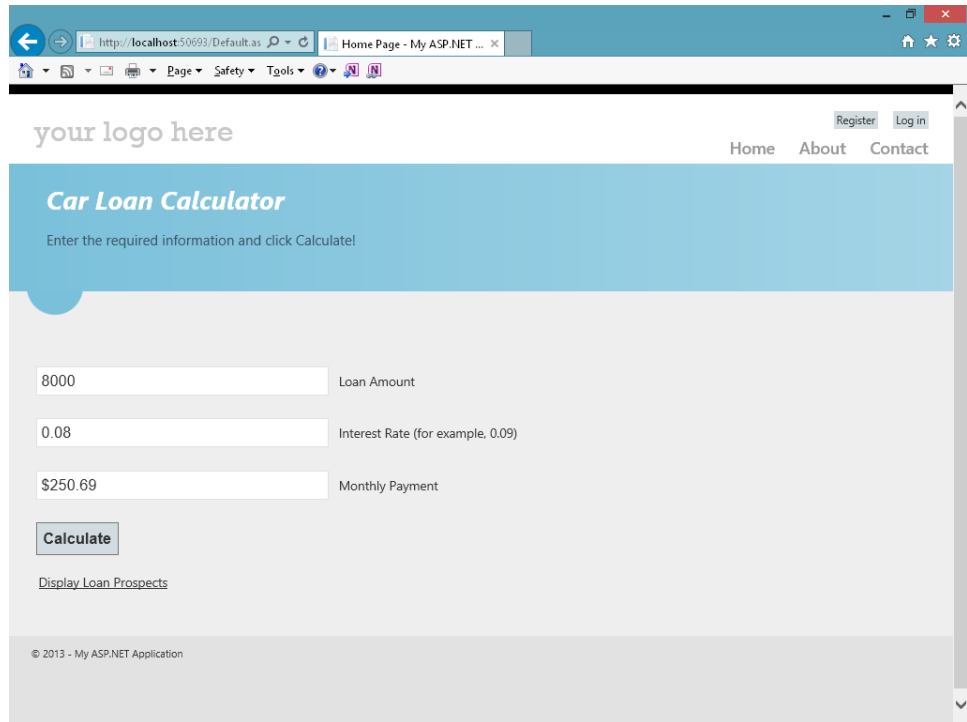 http://localhost:50693/Default.as
Home Page - My ASP.NET ...
Page
Safety
Tools
your logo here
Register
Log in
Home
About
Contact
Car Loan Calculator
Enter the required information and click Calculate!
8000
Loan Amount
0.08
Interest Rate (for example, 0.09)
$250.69
Monthly Payment
Calculate
Display Loan Prospects
© 2013 - My ASP.NET Application